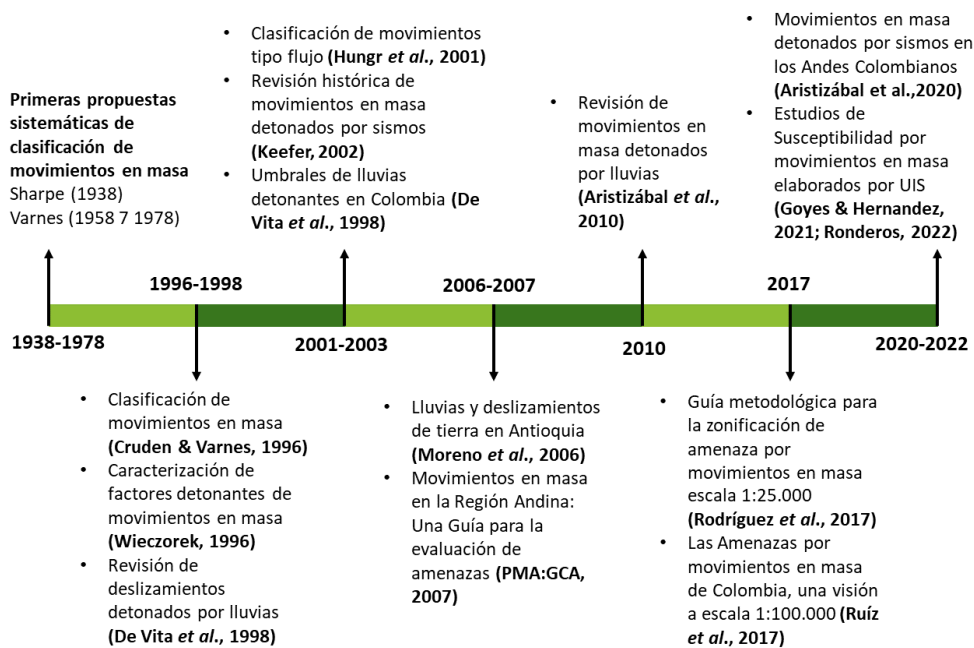 Primeras propuestas
sistemáticas de
clasificación de
movimientos en masa
Sharpe (1938)
Varnes (1958 7 1978)
• Clasificación de movimientos
tipo flujo (Hungr et al., 2001)
• Revisión histórica de
movimientos en masa
detonados por sismos
(Keefer, 2002)
• Umbrales de lluvias
detonantes en Colombia (De
Vita et al., 1998)
• Revisión de
movimientos en
masa detonados
por lluvias
(Aristizábal et al.,
2010)
• Movimientos en masa
detonados por sismos en
los Andes Colombianos
(Aristizábal et al.,2020)
• Estudios de
Susceptibilidad por
movimientos en masa
elaborados por UIS
(Goyes & Hernandez,
2021; Ronderos, 2022)
1996-1998
2006-2007
2017
1938-1978
2001-2003
2010
2020-2022
• Clasificación de
movimientos en masa
(Cruden & Varnes, 1996)
• Caracterización de
factores detonantes de
movimientos en masa
(Wieczorek, 1996)
• Revisión de
deslizamientos
detonados por lluvias
(De Vita et al., 1998)
• Lluvias y deslizamientos
de tierra en Antioquia
(Moreno et al., 2006)
• Movimientos en masa
en la Región Andina:
Una Guía para la
evaluación de
amenazas (PMA:GCA,
2007)
• Guía metodológica para
la zonificación de
amenaza por
movimientos en masa
escala 1:25.000
(Rodríguez et al., 2017)
• Las Amenazas por
movimientos en masa
de Colombia, una visión
a escala 1:100.000 (Ruíz
et al., 2017)